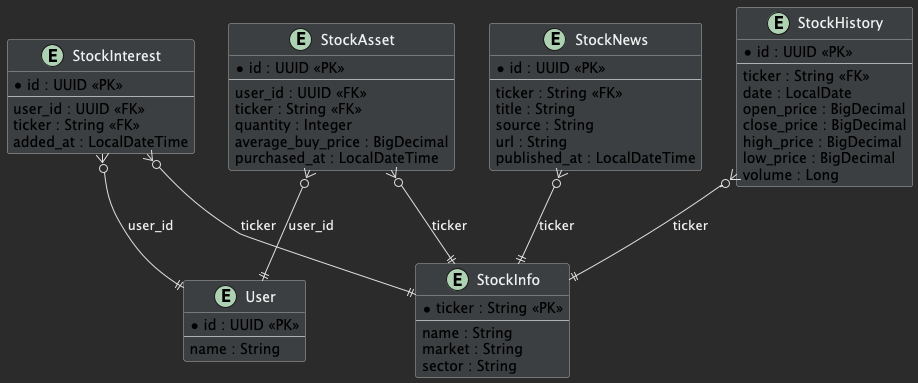 E StockInterest
• id : UUID «PK»
user_id : UUID «FK»
ticker : String «FK»
added_at : LocalDateTime
E StockAsset
• id : UUID «PK»
user_id : UUID «FK»
ticker : String «FK»
quantity : Integer
average_buy_price : BigDecimal
purchased_at : LocalDateTime
E StockNews
• id : UUID «PK»
ticker : String «FK»
title : String
source : String
url : String
published_at : LocalDateTime
E StockHistory
• id : UUID «PK»
ticker : String «FK»
date : LocalDate
open_price : BigDecimal
close_price : BigDecimal
high_price : BigDecimal
low_price : BigDecimal
volume : Long
user_id
ticker
user_id
ticker
ticker
ticker
E User
• id : UUID «PK»
name : String
E StockInfo
• ticker : String «PK»
name : String
market : String
sector : String